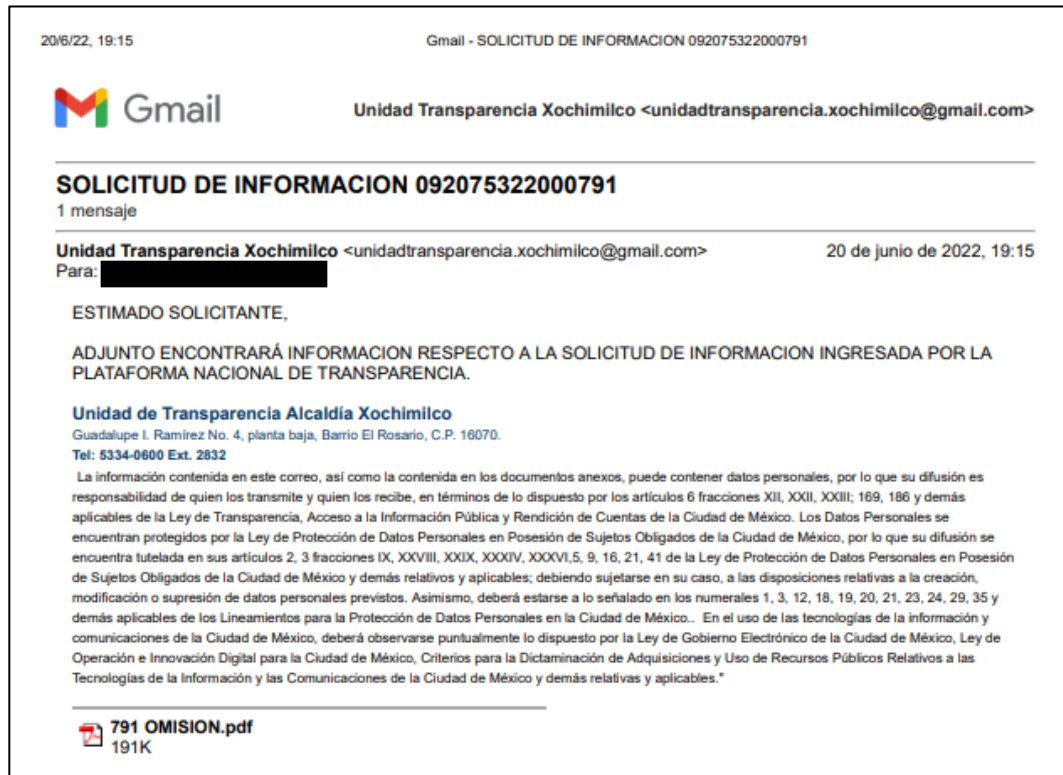 20/6/22, 19:15 Gmail - SOLICITUD DE INFORMACION 092075322000791
Gmail Unidad Transparencia Xochimilco <unidadtransparencia.xochimilco@gmail.com>
SOLICITUD DE INFORMACION 092075322000791
1 mensaje
Unidad Transparencia Xochimilco <unidadtransparencia.xochimilco@gmail.com> 20 de junio de 2022, 19:15
Para:
ESTIMADO SOLICITANTE,
ADJUNTO ENCONTRARÁ INFORMACION RESPECTO A LA SOLICITUD DE INFORMACION INGRESADA POR LA
PLATAFORMA NACIONAL DE TRANSPARENCIA.
Unidad de Transparencia Alcaldía Xochimilco
Guadalupe I. Ramírez No. 4, planta baja, Barrio El Rosario, C.P. 16070.
Tel: 5334-0600 Ext. 2832
La información contenida en este correo, así como la contenida en los documentos anexos, puede contener datos personales, por lo que su difusión es
responsabilidad de quien los transmite y quien los recibe, en términos de lo dispuesto por los artículos 6 fracciones XII, XXII, XXIII; 169, 186 y demás
aplicables de la Ley de Transparencia, Acceso a la Información Pública y Rendición de Cuentas de la Ciudad de México. Los Datos Personales se
encuentran protegidos por la Ley de Protección de Datos Personales en Posesión de Sujetos Obligados de la Ciudad de México, por lo que su difusión se
encuentra tutelada en sus artículos 2, 3 fracciones IX, XXVIII, XXIX, XXXIV, XXXVI,5, 9, 16, 21, 41 de la Ley de Protección de Datos Personales en Posesión
de Sujetos Obligados de la Ciudad de México y demás relativos y aplicables; debiendo sujetarse en su caso, a las disposiciones relativas a la creación,
modificación o supresión de datos personales previstos. Asimismo, deberá estarse a lo señalado en los numerales 1, 3, 12, 18, 19, 20, 21, 23, 24, 29, 35 y
demás aplicables de los Lineamientos para la Protección de Datos Personales en la Ciudad de México.. En el uso de las tecnologías de la información y
comunicaciones de la Ciudad de México, deberá observarse puntualmente lo dispuesto por la Ley de Gobierno Electrónico de la Ciudad de México, Ley de
Operación e Innovación Digital para la Ciudad de México, Criterios para la Dictaminación de Adquisiciones y Uso de Recursos Públicos Relativos a las
Tecnologías de la Información y las Comunicaciones de la Ciudad de México y demás relativas y aplicables."
791 OMISION.pdf
191K